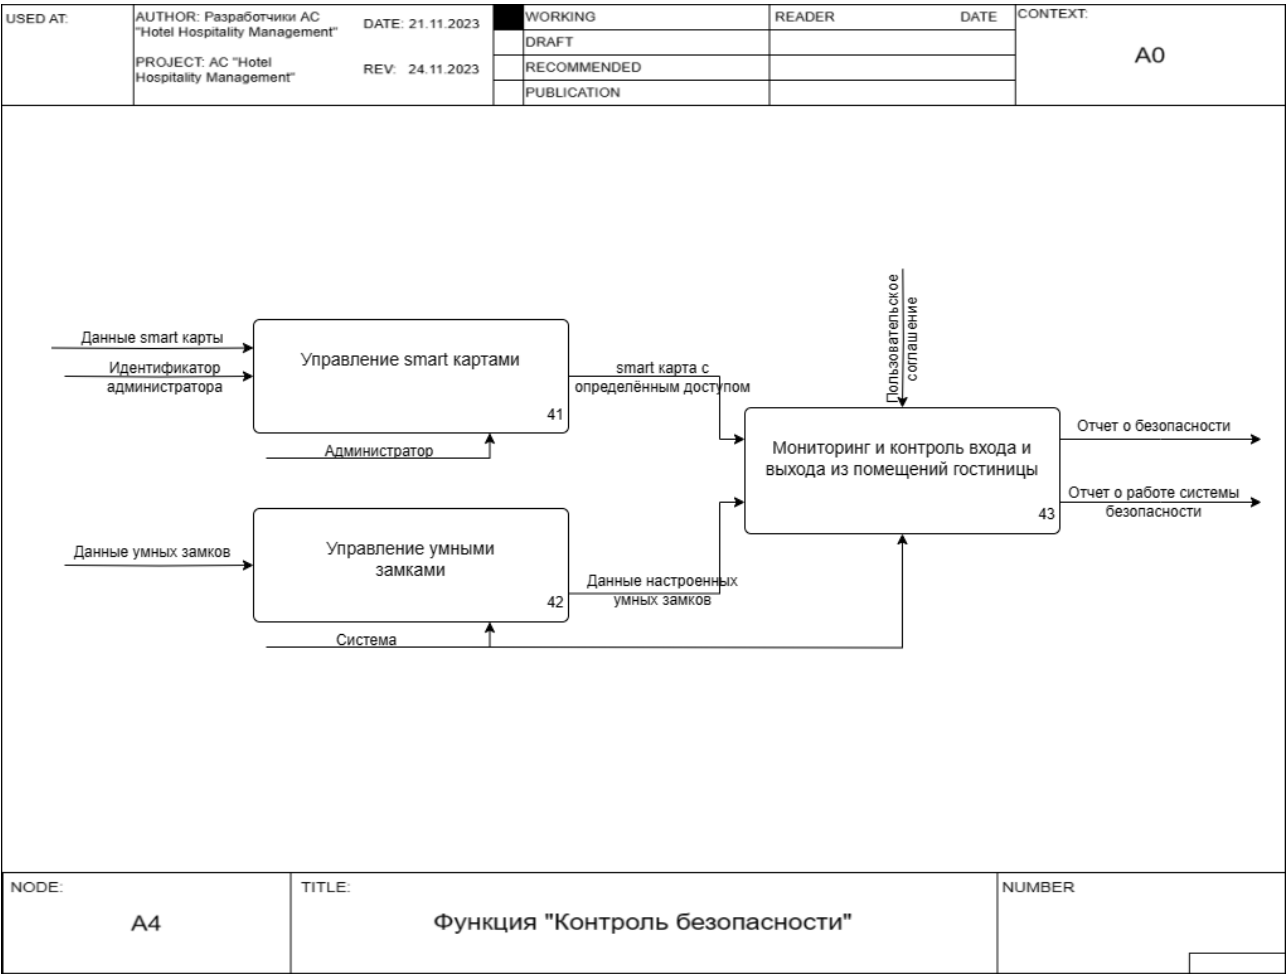 USED AT:
AUTHOR: Разработчики АС
"Hotel Hospitality Management"
DATE: 21.11.2023
PROJECT: АС "Hotel
Hospitality Management"
REV: 24.11.2023
WORKING
DRAFT
RECOMMENDED
PUBLICATION
READER
DATE
CONTEXT:
A0
Пользовательское
соглашение
Данные smart карты
Идентификатор
администратора
Управление smart картами
41
Администратор
smart карта с
определённым доступом
Мониторинг и контроль входа и
выхода из помещений гостиницы
43
Отчет о безопасности
Отчет о работе системы
безопасности
Данные умных замков
Управление умными
замками
42
Данные настроенных
умных замков
Система
NODE:
A4
TITLE:
Функция "Контроль безопасности"
NUMBER